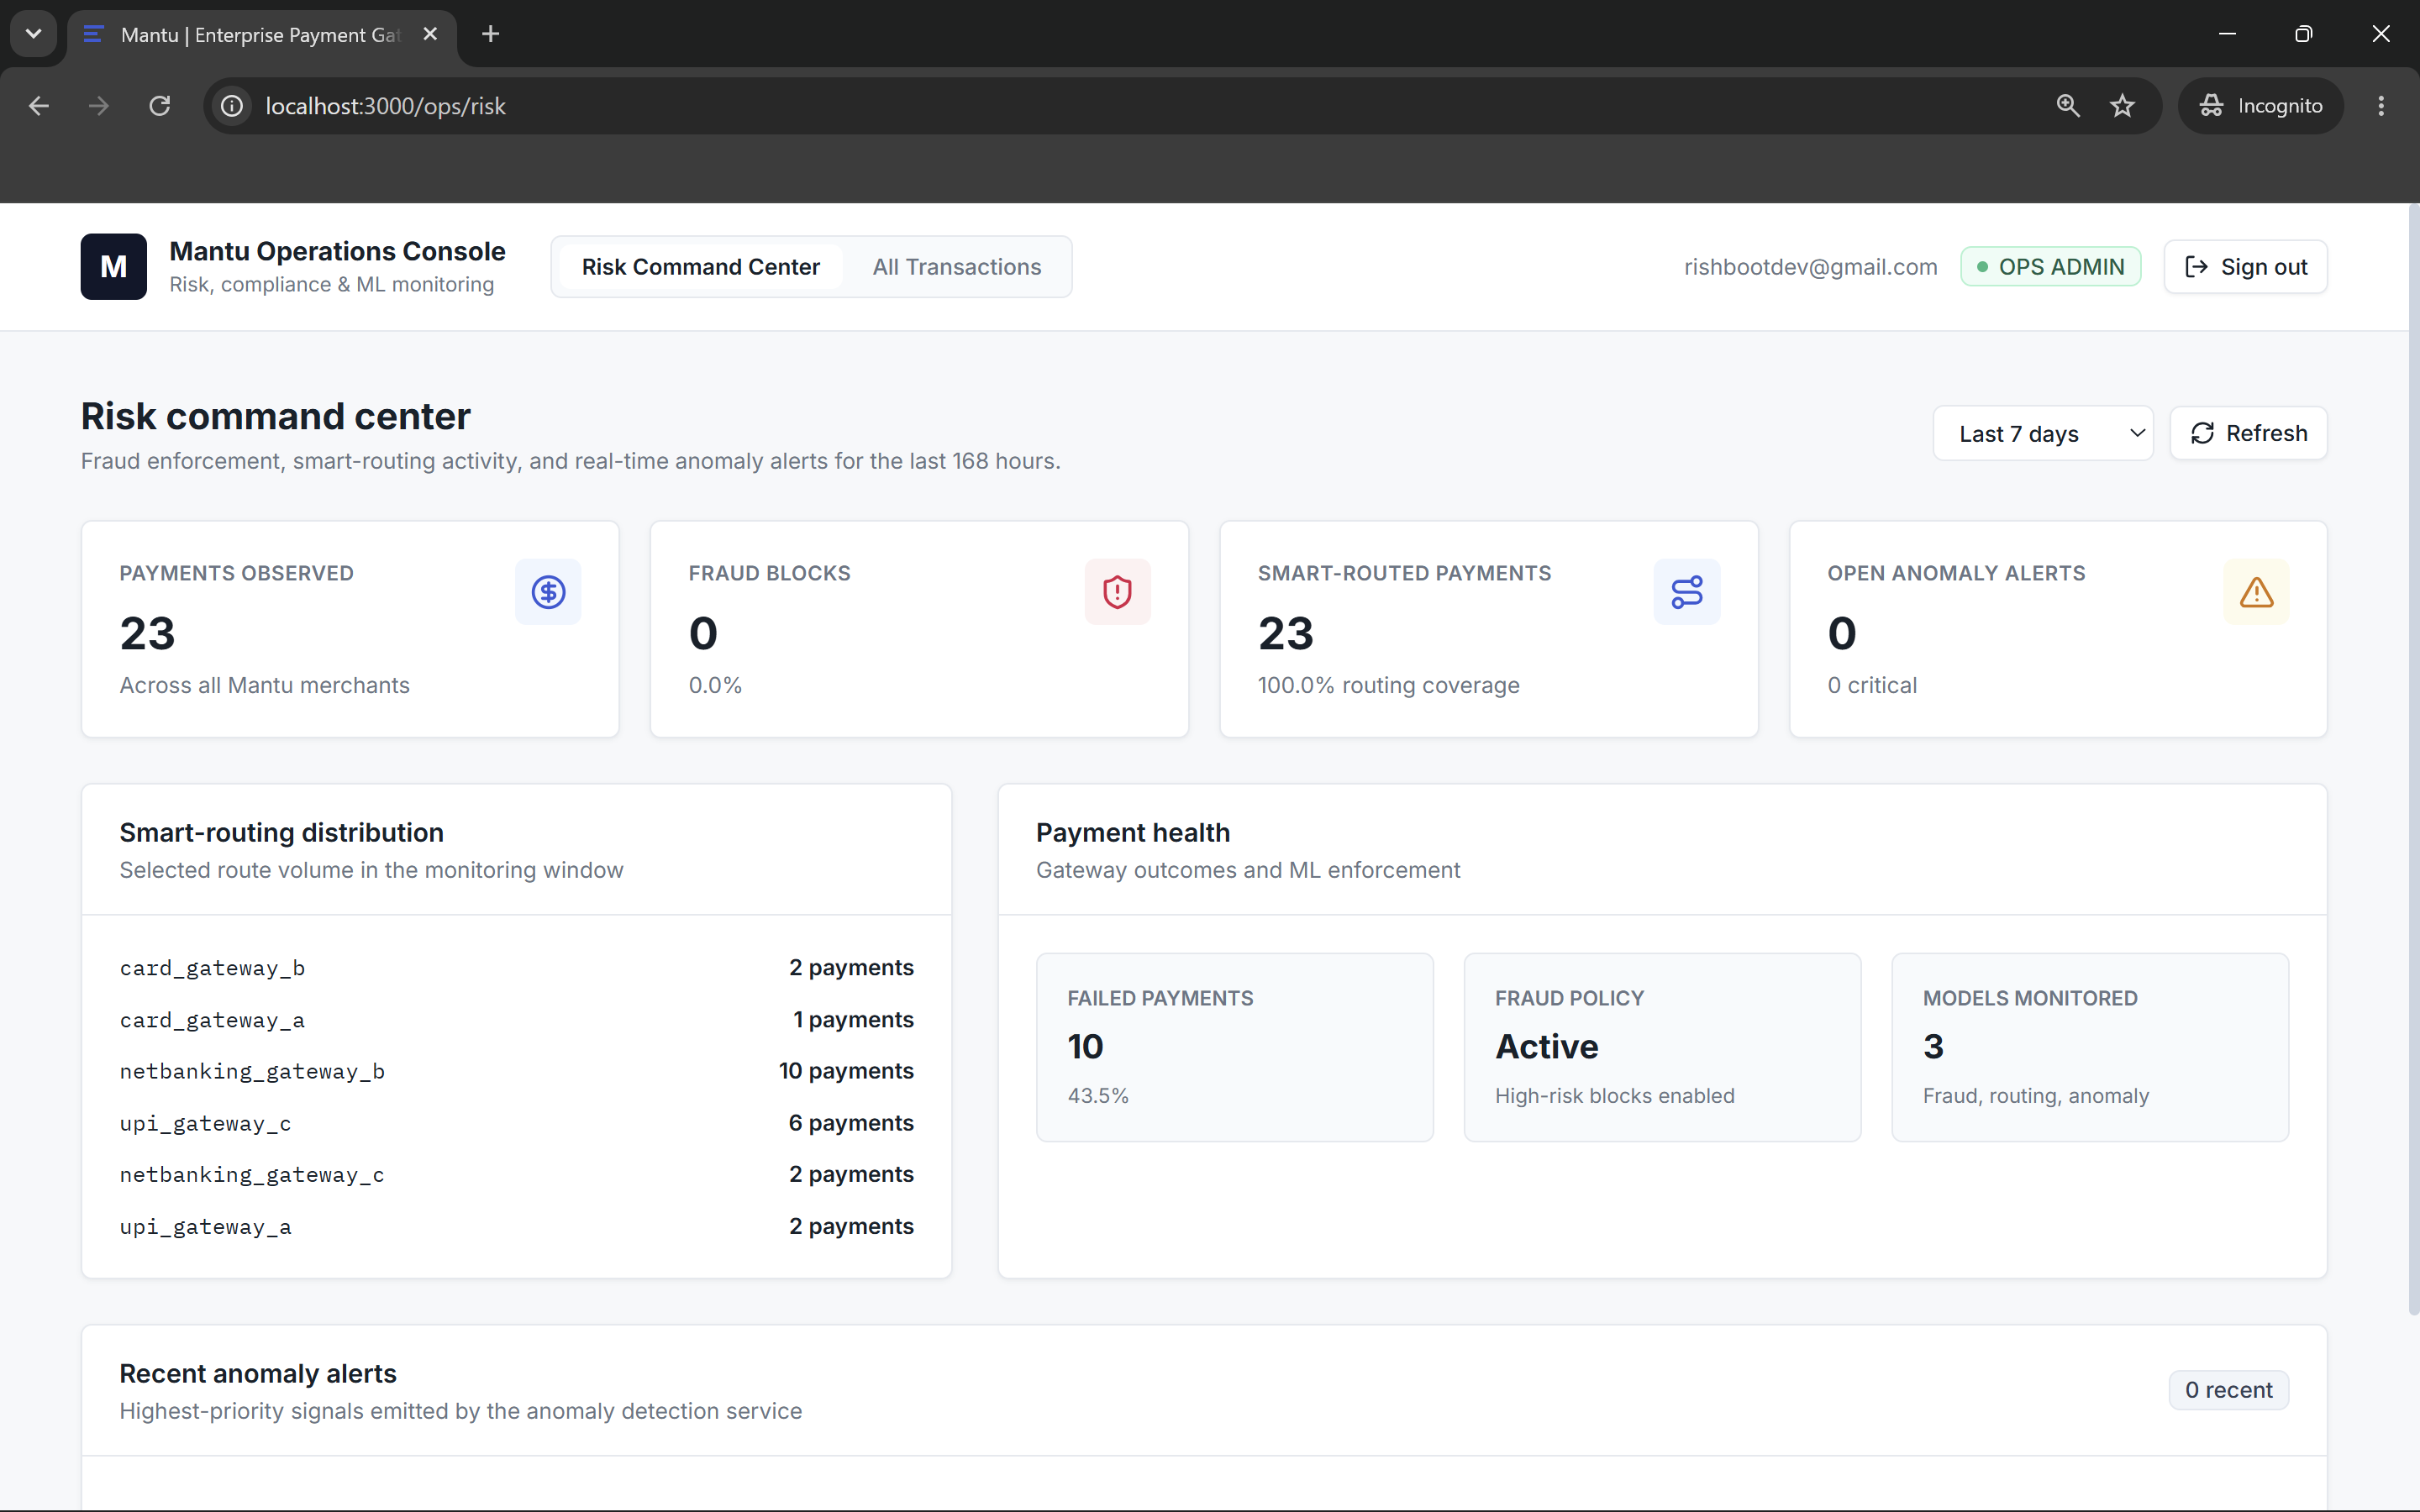 Mantu | Enterprise Payment Gat
localhost:3000/ops/risk
Incognito
M
Mantu Operations Console
Risk, compliance & ML monitoring
Risk Command Center
All Transactions
rishbootdev@gmail.com
OPS ADMIN
Sign out
Risk command center
Fraud enforcement, smart-routing activity, and real-time anomaly alerts for the last 168 hours.
Last 7 days
Refresh
PAYMENTS OBSERVED
23
Across all Mantu merchants
FRAUD BLOCKS
0
0.0%
SMART-ROUTED PAYMENTS
23
100.0% routing coverage
OPEN ANOMALY ALERTS
0
0 critical
Smart-routing distribution
Selected route volume in the monitoring window
card_gateway_b 2 payments
card_gateway_a 1 payments
netbanking_gateway_b 10 payments
upi_gateway_c 6 payments
netbanking_gateway_c 2 payments
upi_gateway_a 2 payments
Payment health
Gateway outcomes and ML enforcement
FAILED PAYMENTS
10
43.5%
FRAUD POLICY
Active
High-risk blocks enabled
MODELS MONITORED
3
Fraud, routing, anomaly
Recent anomaly alerts
Highest-priority signals emitted by the anomaly detection service
0 recent